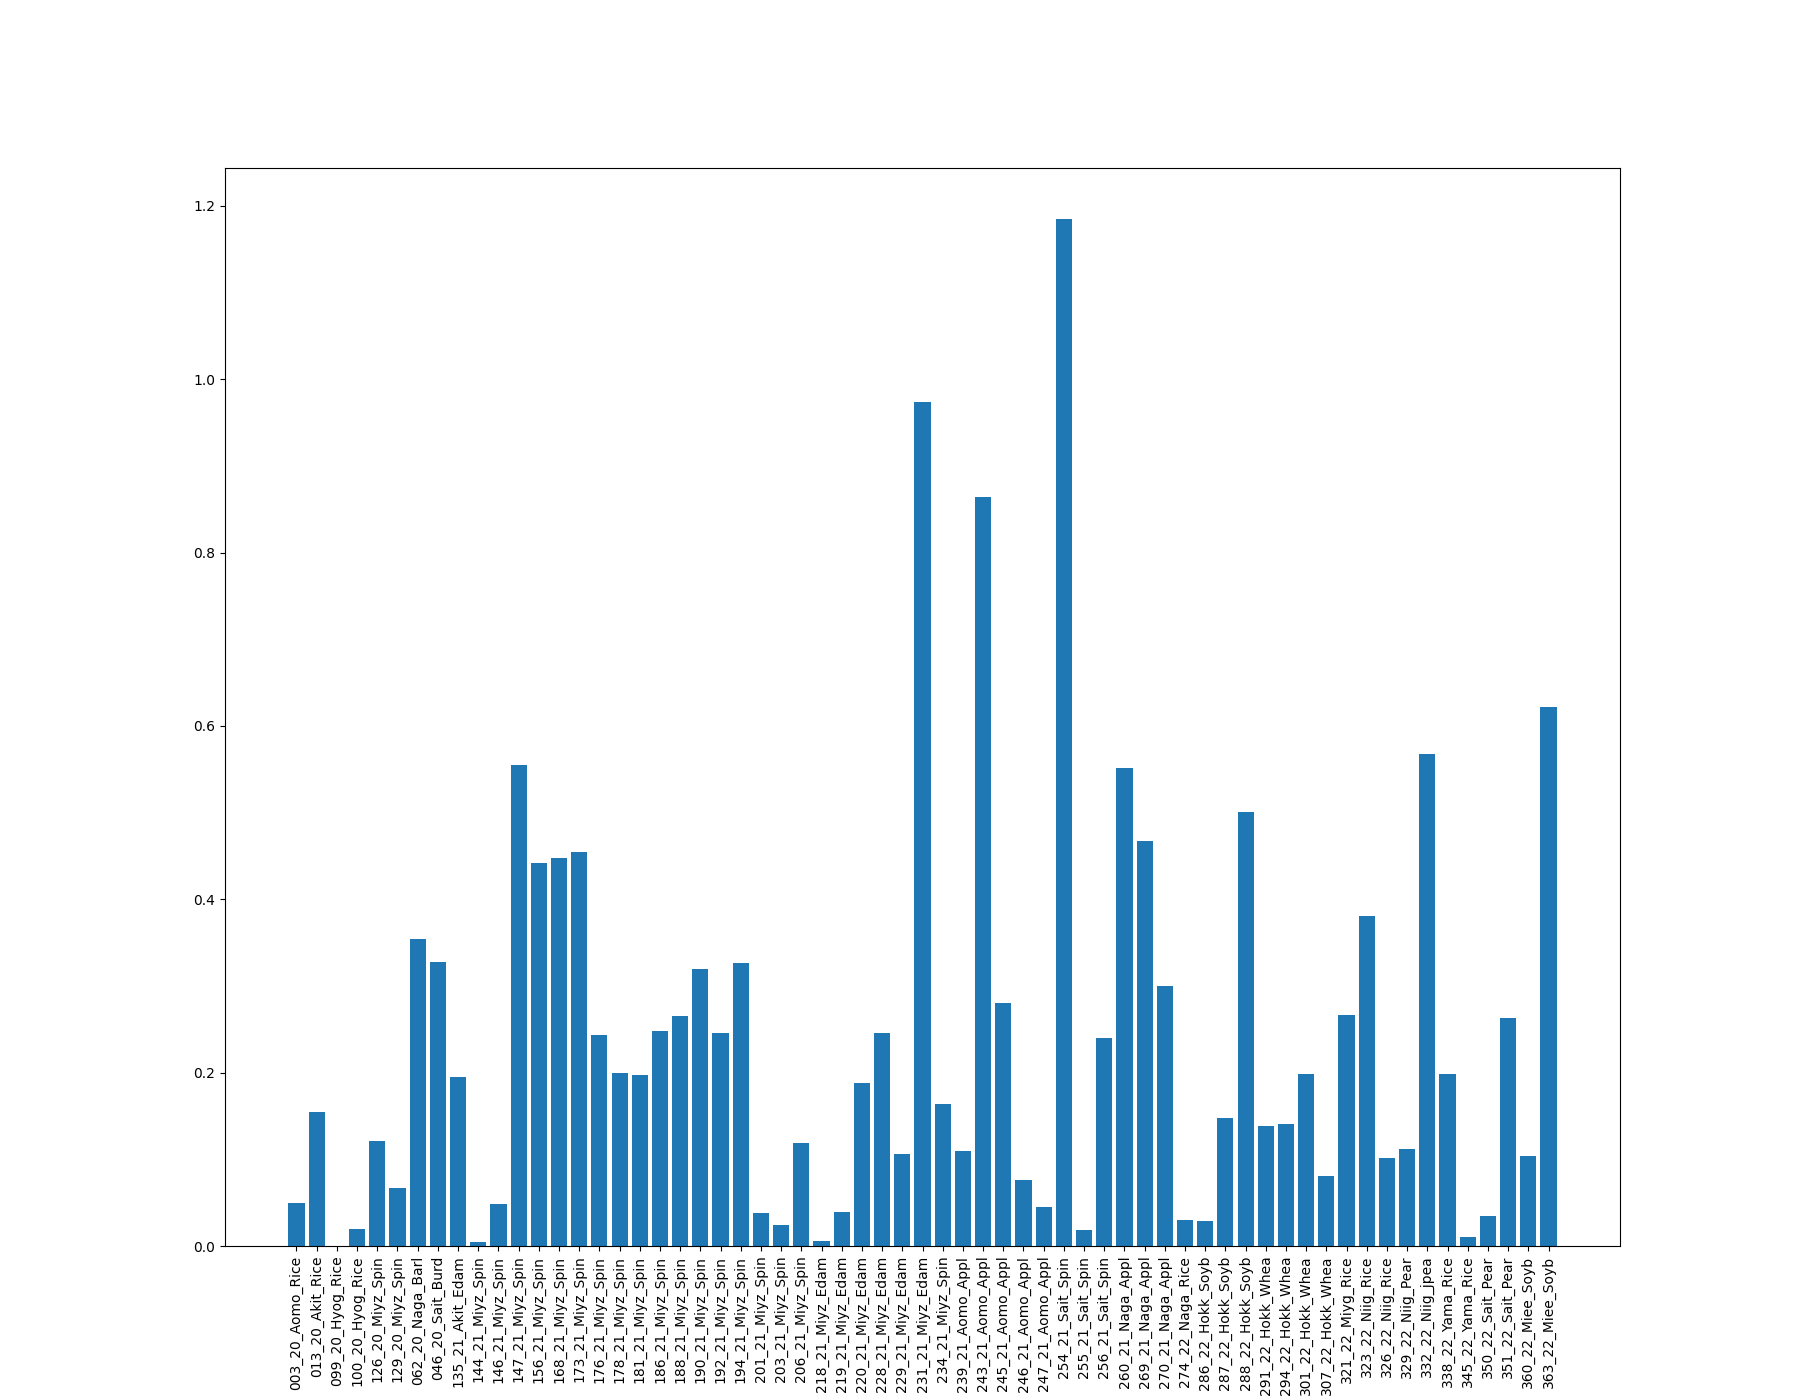 1.2
1.0
0.8
0.6
0.4
0.2
0.0
003_20_Aomo_Rice
013_20_Akit_Rice
099_20_Hyog_Rice
100_20_Hyog_Rice
126_20_Miyz_Spin
129_20_Miyz_Spin
062_20_Naga_Barl
046_20_Sait_Burd
135_21_Akit_Edam
144_21_Miyz_Spin
146_21_Miyz_Spin
147_21_Miyz_Spin
156_21_Miyz_Spin
168_21_Miyz_Spin
173_21_Miyz_Spin
176_21_Miyz_Spin
178_21_Miyz_Spin
181_21_Miyz_Spin
186_21_Miyz_Spin
188_21_Miyz_Spin
190_21_Miyz_Spin
192_21_Miyz_Spin
194_21_Miyz_Spin
201_21_Miyz_Spin
203_21_Miyz_Spin
206_21_Miyz_Spin
218_21_Miyz_Edam
219_21_Miyz_Edam
220_21_Miyz_Edam
228_21_Miyz_Edam
229_21_Miyz_Edam
231_21_Miyz_Edam
234_21_Miyz_Spin
239_21_Aomo_Appl
243_21_Aomo_Appl
245_21_Aomo_Appl
246_21_Aomo_Appl
247_21_Aomo_Appl
254_21_Sait_Spin
255_21_Sait_Spin
256_21_Sait_Spin
260_21_Naga_Appl
269_21_Naga_Appl
270_21_Naga_Appl
274_22_Naga_Rice
286_22_Hokk_Soyb
287_22_Hokk_Soyb
288_22_Hokk_Soyb
291_22_Hokk_Whea
294_22_Hokk_Whea
301_22_Hokk_Whea
307_22_Hokk_Whea
321_22_Miyg_Rice
323_22_Niig_Rice
326_22_Niig_Rice
329_22_Niig_Pear
332_22_Niig_jpea
338_22_Yama_Rice
345_22_Yama_Rice
350_22_Sait_Pear
351_22_Sait_Pear
360_22_Miee_Soyb
363_22_Miee_Soyb